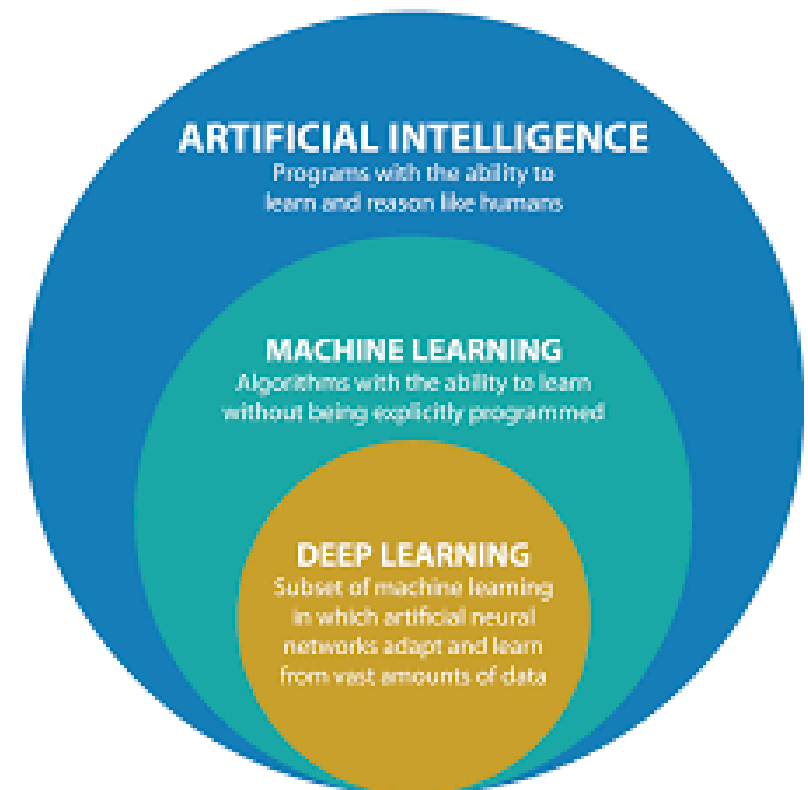 ARTIFICIAL INTELLIGENCE
Programs with the ability to
learn and reason like humans
MACHINE LEARNING
Algorithms with the ability to learn
without being explicitly programmed
DEEP LEARNING
Subset of machine learning
in which artificial neural
networks adapt and learn
from vast amounts of data